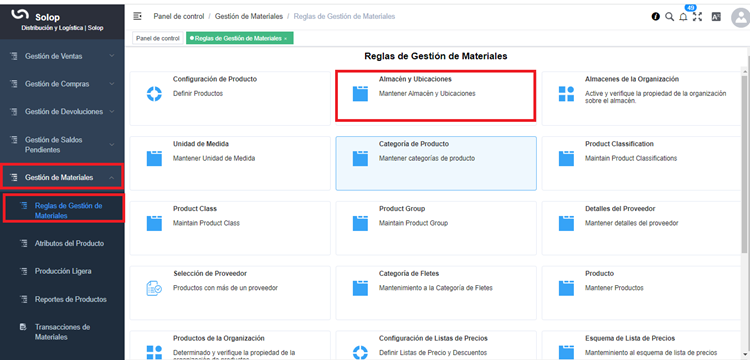 Solop
Distribución y Logística | Solop
Gestión de Ventas
Gestión de Compras
Gestión de Devoluciones
Gestión de Saldos
Pendientes
Gestión de Materiales
Reglas de Gestión de
Materiales
Atributos del Producto
Producción Ligera
Reportes de Productos
Transacciones de
Materiales
Panel de control / Gestión de Materiales / Reglas de Gestión de Materiales
49
Panel de control
Reglas de Gestión de Materiales ×
Reglas de Gestión de Materiales
Configuración de Producto
Definir Productos
Almacén y Ubicaciones
Mantener Almacén y Ubicaciones
Almacenes de la Organización
Active y verifique la propiedad de la organización
sobre el almacén.
Unidad de Medida
Mantener Unidad de Medida
Categoría de Producto
Mantener categorías de producto
Product Classification
Maintain Product Classifications
Product Class
Maintain Product Class
Product Group
Maintain Product Group
Detalles del Proveedor
Mantener detalles del proveedor
Selección de Proveedor
Productos con más de un proveedor
Categoría de Fletes
Mantenimiento a la Categoría de Fletes
Producto
Mantener Productos
Productos de la Organización
Determinado y verifique la propiedad de la
organización de productos
Configuración de Listas de Precios
Definir Listas de Precio y Descuentos
Esquema de Lista de Precios
Mantenimiento al esquema de lista de precios